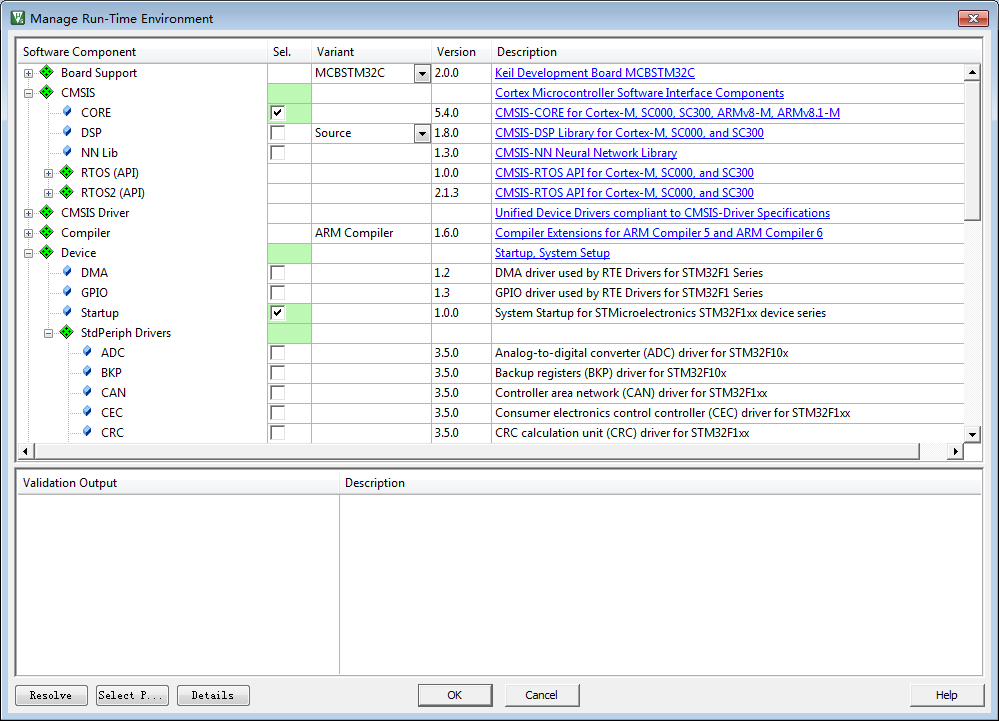 Manage Run-Time Environment
Software Component Sel. Variant Version Description
Board Support MCBSTM32C 2.0.0 Keil Development Board MCBSTM32C
CMSIS Cortex Microcontroller Software Interface Components
CORE 5.4.0 CMSIS-CORE for Cortex-M, SC000, SC300, ARMv8-M, ARMv8.1-M
DSP Source 1.8.0 CMSIS-DSP Library for Cortex-M, SC000, and SC300
NN Lib 1.3.0 CMSIS-NN Neural Network Library
RTOS (API) 1.0.0 CMSIS-RTOS API for Cortex-M, SC000, and SC300
RTOS2 (API) 2.1.3 CMSIS-RTOS API for Cortex-M, SC000, and SC300
CMSIS Driver Unified Device Drivers compliant to CMSIS-Driver Specifications
Compiler ARM Compiler 1.6.0 Compiler Extensions for ARM Compiler 5 and ARM Compiler 6
Device Startup, System Setup
DMA 1.2 DMA driver used by RTE Drivers for STM32F1 Series
GPIO 1.3 GPIO driver used by RTE Drivers for STM32F1 Series
Startup 1.0.0 System Startup for STMicroelectronics STM32F1xx device series
StdPeriph Drivers
ADC 3.5.0 Analog-to-digital converter (ADC) driver for STM32F10x
BKP 3.5.0 Backup registers (BKP) driver for STM32F10x
CAN 3.5.0 Controller area network (CAN) driver for STM32F1xx
CEC 3.5.0 Consumer electronics control controller (CEC) driver for STM32F1xx
CRC 3.5.0 CRC calculation unit (CRC) driver for STM32F1xx
Validation Output Description
Resolve Select P... Details OK Cancel Help